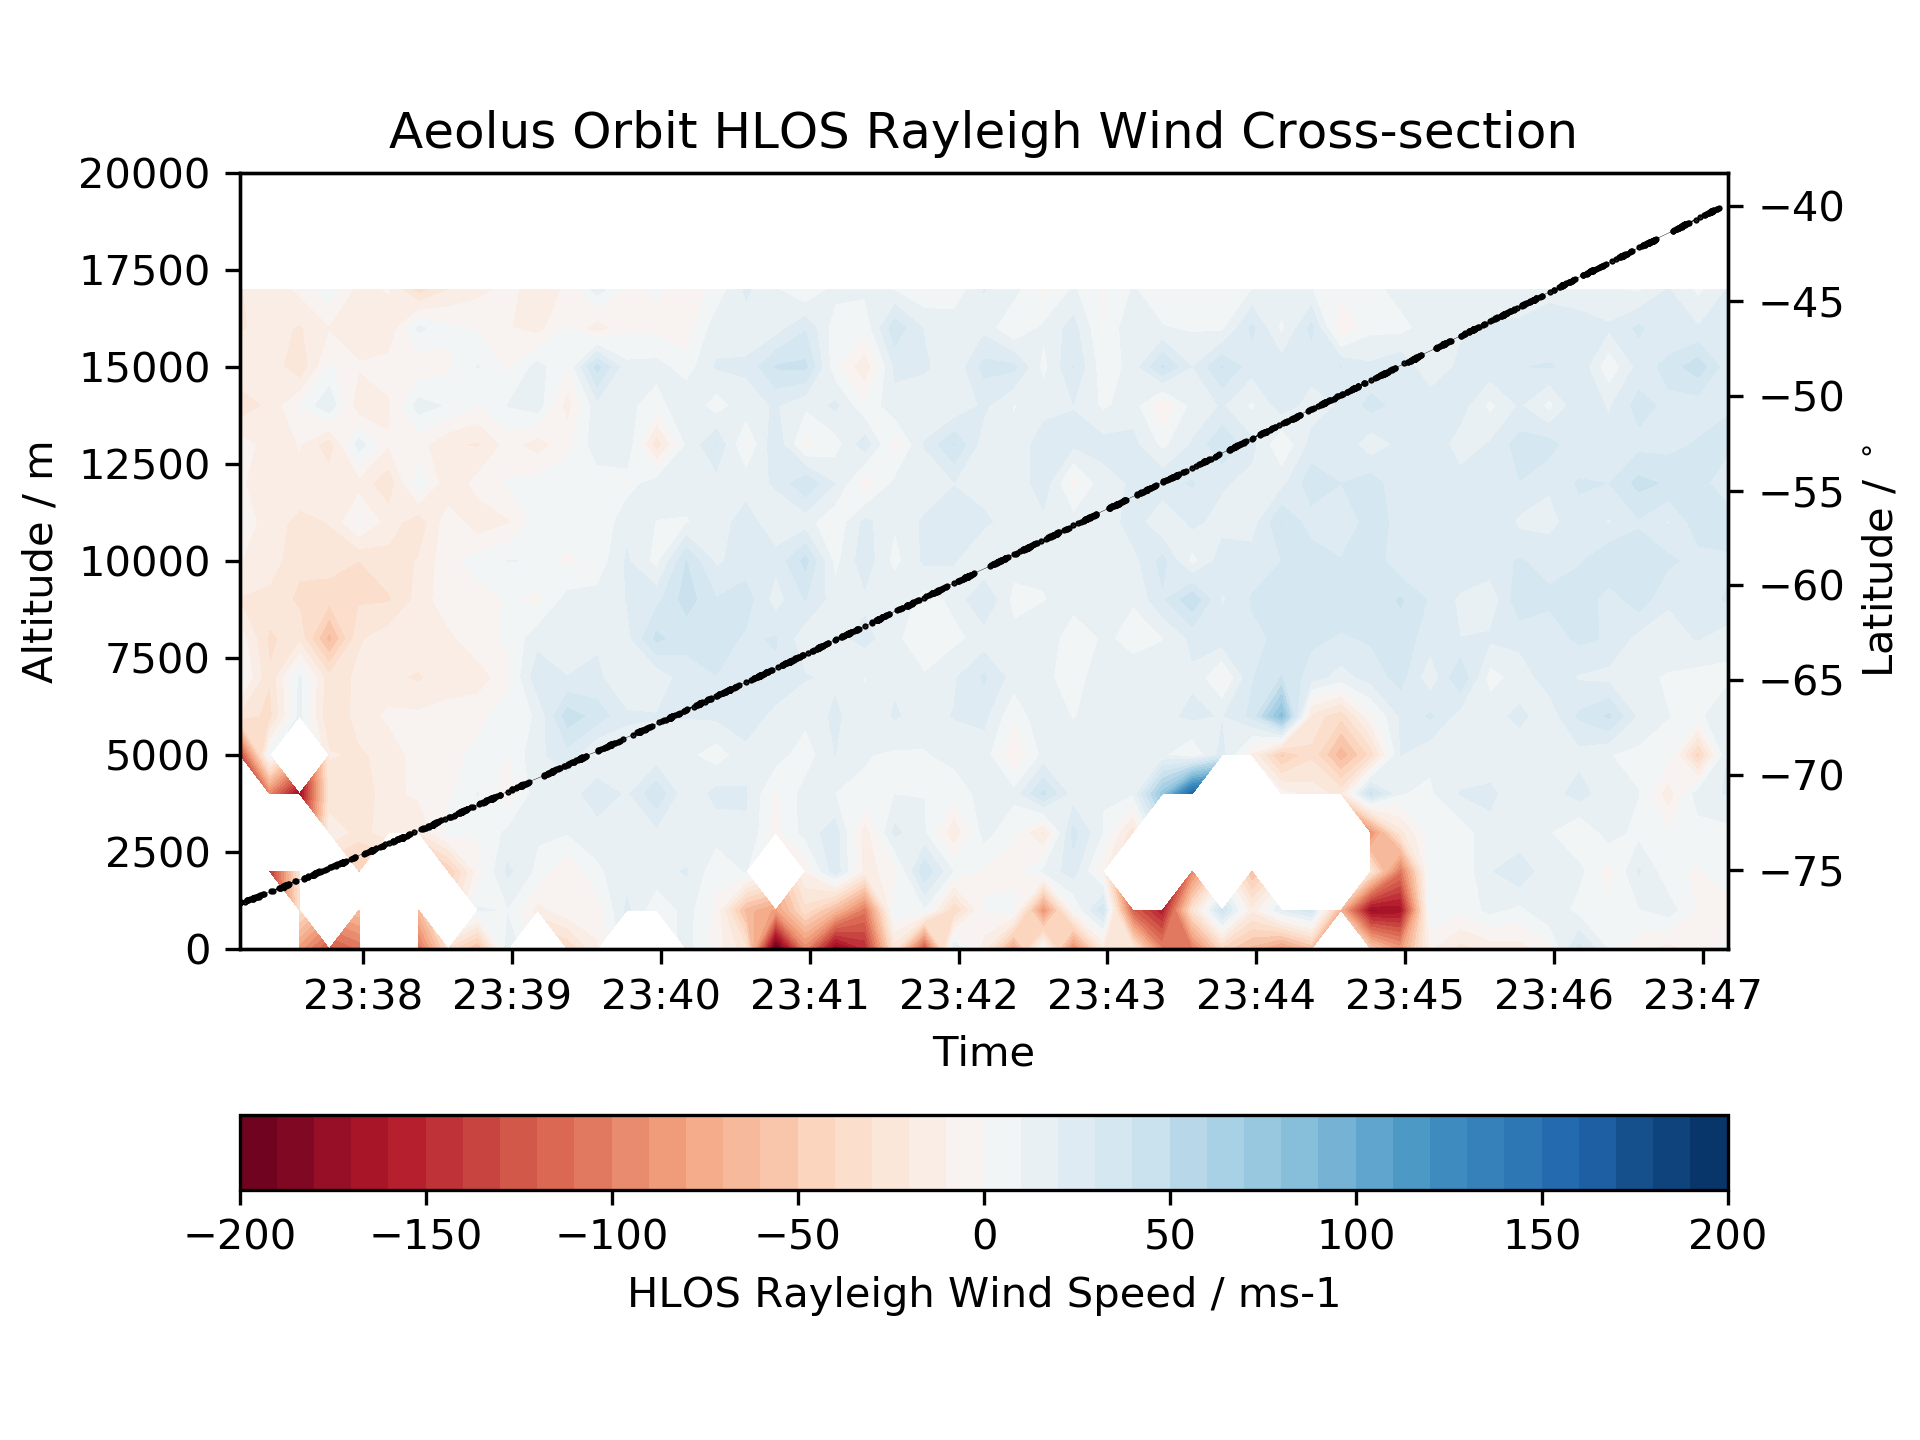 Aeolus Orbit HLOS Rayleigh Wind Cross-section
20000
17500
15000
12500
10000
7500
5000
2500
0
Altitude / m
−40
−45
−50
−55
−60
−65
−70
−75
Latitude / °
23:38 23:39 23:40 23:41 23:42 23:43 23:44 23:45 23:46 23:47
Time
−200 −150 −100 −50 0 50 100 150 200
HLOS Rayleigh Wind Speed / ms-1